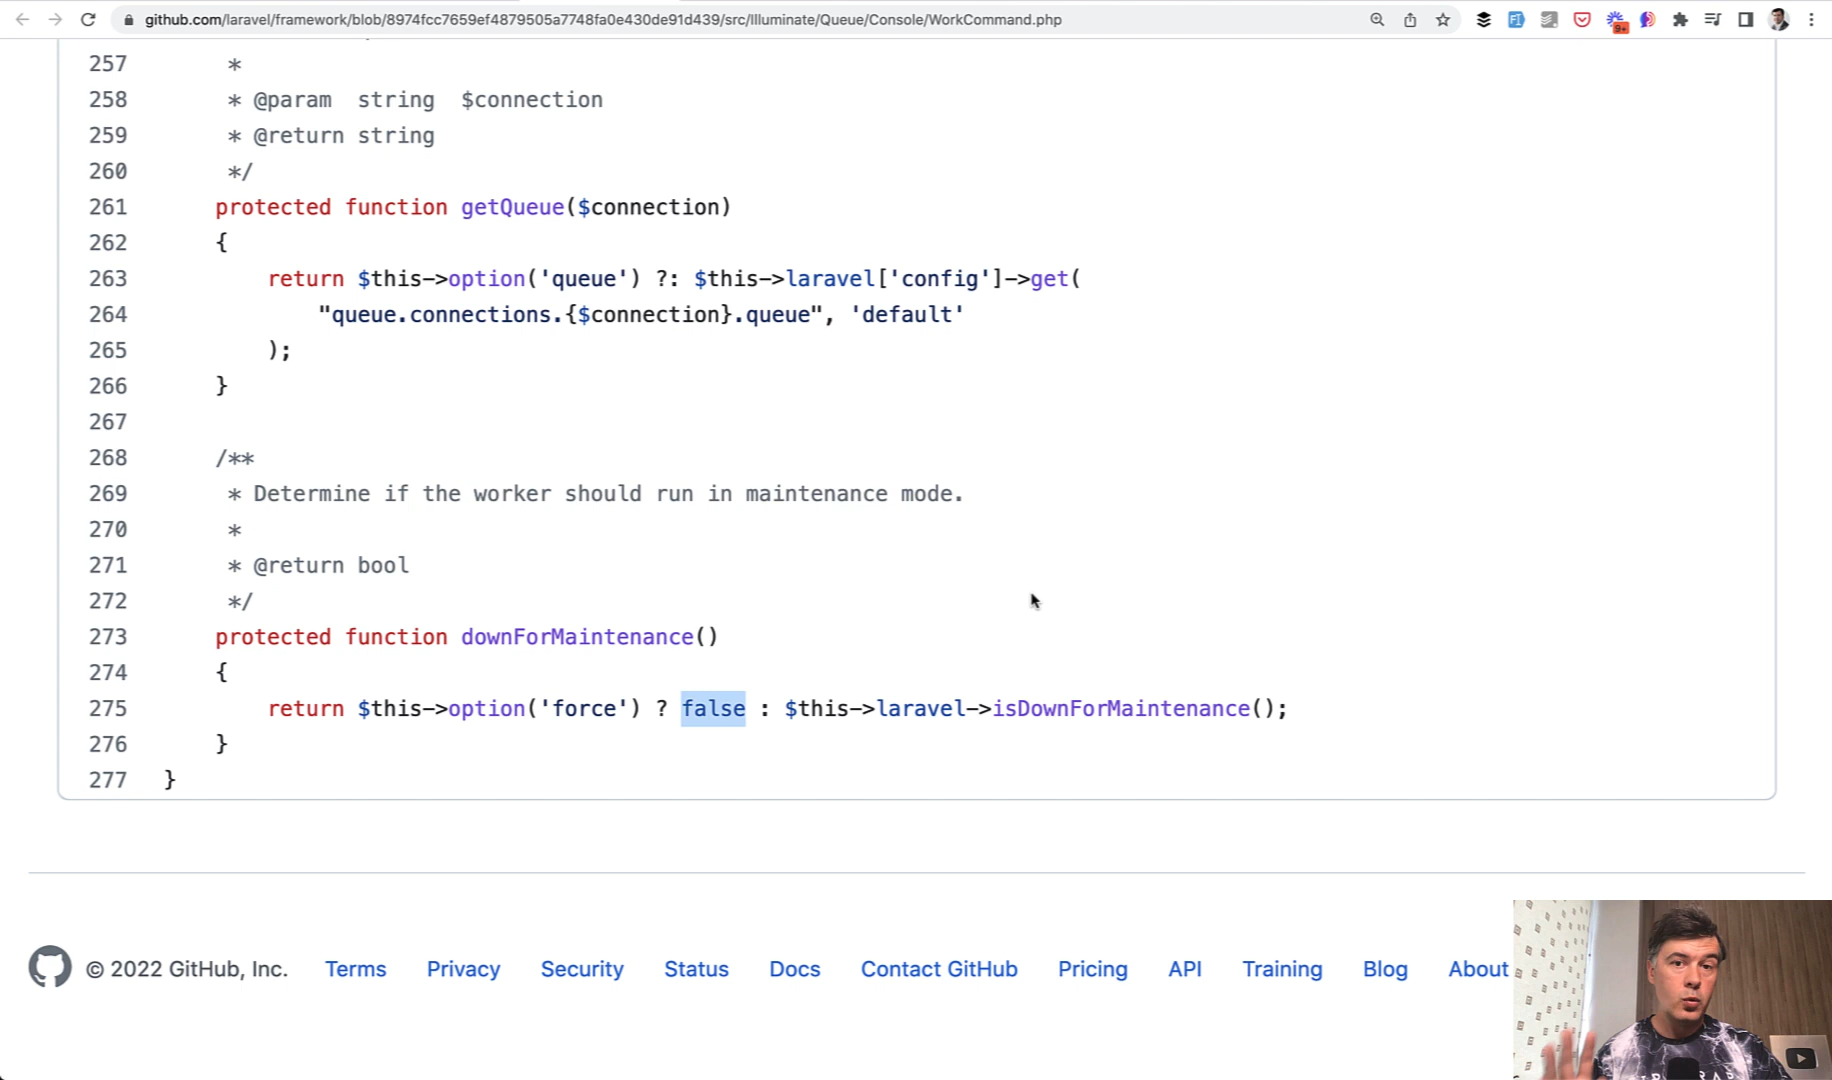 github.com/laravel/framework/blob/8974fcc7659ef4879505a7748fa0e430de91d439/src/Illuminate/Queue/Console/WorkCommand.php
9+
257 *
258 * @param  string  $connection
259 * @return string
260 */
261 protected function getQueue($connection)
262 {
263 return $this->option('queue') ?: $this->laravel['config']->get(
264 "queue.connections.{$connection}.queue", 'default'
265 );
266 }
267
268 /**
269 * Determine if the worker should run in maintenance mode.
270 *
271 * @return bool
272 */
273 protected function downForMaintenance()
274 {
275 return $this->option('force') ? false : $this->laravel->isDownForMaintenance();
276 }
277 }
© 2022 GitHub, Inc. Terms Privacy Security Status Docs Contact GitHub Pricing API Training Blog About